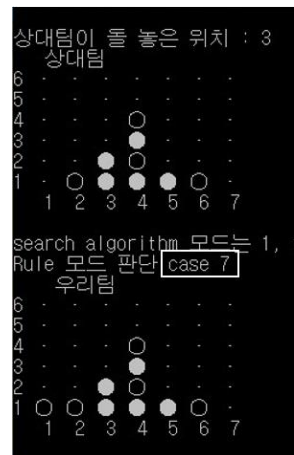 상대팀이 돌 놓은 위치 : 3
상대팀
6 · · · · · · ·
5 · · · · · · ·
4 · · · ○ · · ·
3 · · · ● · · ·
2 · · ● ○ · · ·
1 · ○ ● ● ● ○ ·
1 2 3 4 5 6 7
search algorithm 모드는 1,
Rule 모드 판단 case 7
우리팀
6 · · · · · · ·
5 · · · · · · ·
4 · · · ○ · · ·
3 · · · ● · · ·
2 · · ● ○ · · ·
1 ○ ○ ● ● ● ○ ·
1 2 3 4 5 6 7